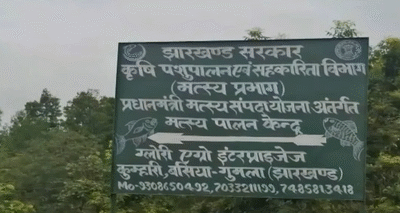 झारखण्ड सरकार
कृषि पशुपालन एवं सहकारिता विभाग
(मत्स्य प्रभाग)
प्रधानमंत्री मत्स्य संपदा योजना अंतर्गत
मत्स्य पालन केन्द्र
ग्लोरी एग्रो इंटरप्राइजेज
कुम्हारी, बसिया-गुमला (झारखण्ड)
Mo-9308650492, 7033211099, 7485813418